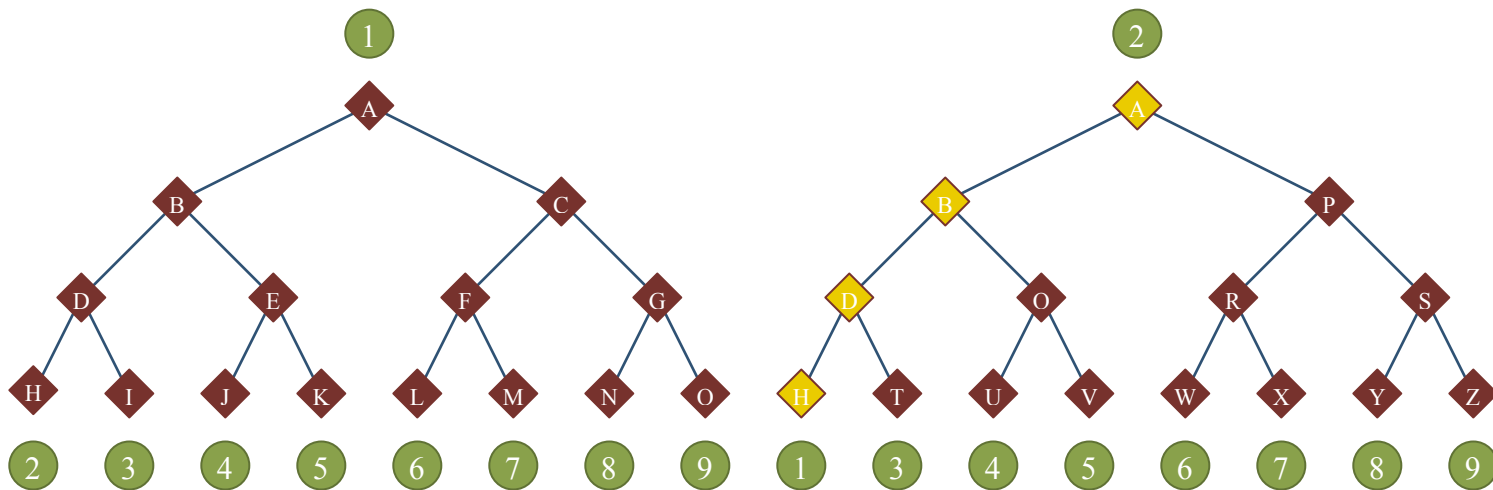 1 2
A A
B C B P
D E F G D O R S
H I J K L M N O H T U V W X Y Z
2 3 4 5 6 7 8 9 1 3 4 5 6 7 8 9